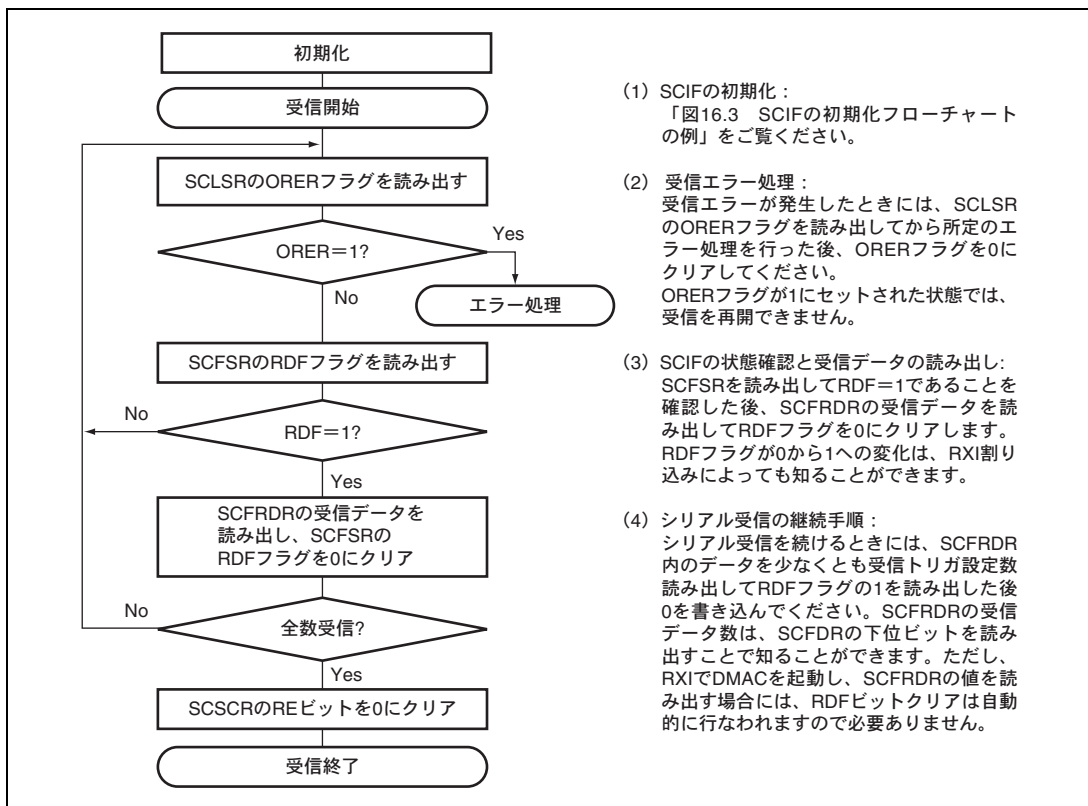 初期化
受信開始
SCLSRのORERフラグを読み出す
ORER＝1?
Yes
No
エラー処理
SCFSRのRDFフラグを読み出す
No
RDF＝1?
Yes
SCFRDRの受信データを
読み出し、SCFSRの
RDFフラグを0にクリア
No
全数受信?
Yes
SCSCRのREビットを0にクリア
受信終了
（1）SCIFの初期化：
「図16.3　SCIFの初期化フローチャート
の例」をご覧ください。
（2） 受信エラー処理：
受信エラーが発生したときには、SCLSR
のORERフラグを読み出してから所定のエ
ラー処理を行った後、ORERフラグを0に
クリアしてください。
ORERフラグが1にセットされた状態では、
受信を再開できません。
（3）SCIFの状態確認と受信データの読み出し:
SCFSRを読み出してRDF＝1であることを
確認した後、SCFRDRの受信データを読
み出してRDFフラグを0にクリアします。
RDFフラグが0から1への変化は、RXI割り
込みによっても知ることができます。
（4）シリアル受信の継続手順：
シリアル受信を続けるときには、SCFRDR
内のデータを少なくとも受信トリガ設定数
読み出してRDFフラグの1を読み出した後
0を書き込んでください。SCFRDRの受信
データ数は、SCFDRの下位ビットを読み
出すことで知ることができます。ただし、
RXIでDMACを起動し、SCFRDRの値を読
み出す場合には、RDFビットクリアは自動
的に行なわれますので必要ありません。